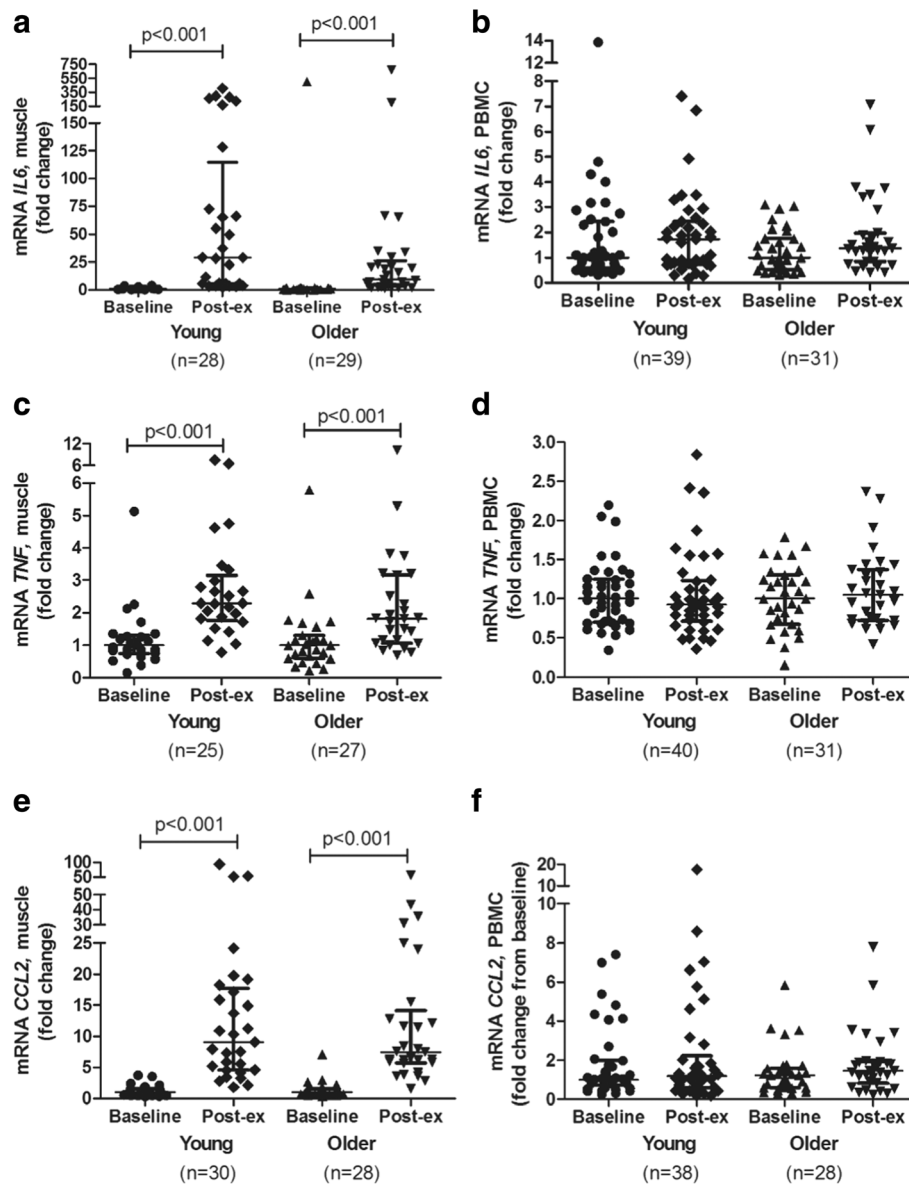 a
p<0.001
p<0.001
mRNA IL6, muscle
(fold change)
750
550
350
150
150
125
100
75
50
25
0
Baseline Post-ex Baseline Post-ex
Young Older
(n=28) (n=29)
b
mRNA IL6, PBMC
(fold change)
14
12
8
7
6
5
4
3
2
1
0
Baseline Post-ex Baseline Post-ex
Young Older
(n=39) (n=31)
c
p<0.001
p<0.001
mRNA TNF, muscle
(fold change)
12
6
6
5
4
3
2
1
0
Baseline Post-ex Baseline Post-ex
Young Older
(n=25) (n=27)
d
mRNA TNF, PBMC
(fold change)
3.0
2.5
2.0
1.5
1.0
0.5
0.0
Baseline Post-ex Baseline Post-ex
Young Older
(n=40) (n=31)
e
p<0.001
p<0.001
mRNA CCL2, muscle
(fold change)
100
50
50
40
30
25
20
15
10
5
0
Baseline Post-ex Baseline Post-ex
Young Older
(n=30) (n=28)
f
mRNA CCL2, PBMC
(fold change from baseline)
20
10
10
8
6
4
2
0
Baseline Post-ex Baseline Post-ex
Young Older
(n=38) (n=28)